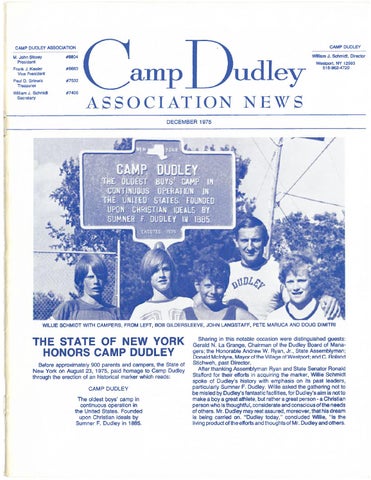 CAMP DUDLEY ASSOCIATION
M. John Storey #8604
President
Frank J. Kiesler
Vice President
Paul D. #7500
Treasurer
William J. Schmidt #7408
Secretary
Camp Dudley
ASSOCIATION NEWS
CAMP DUDLEY
William J. Schmidt, Director
Westport, NY 12993
518-962-4720
DECEMBER 1975
NEW YORK
CAMP DUDLEY
THE OLDEST BOYS' CAMP IN
CONTINUOUS OPERATION IN
THE UNITED STATES. FOUNDED
UPON CHRISTIAN IDEALS BY
SUMNER F. DUDLEY IN 1885.
DUDLEY
WILLIE SCHMIDT WITH CAMPERS, FROM LEFT, BOB GILDERSLEEVE, JOHN LANGSTAFF, PETE MARUCA AND DOUG DIMITRI
THE STATE OF NEW YORK
HONORS CAMP DUDLEY
Before approximately 900 parents and campers, the State of
New York on August 23, 1975, paid homage to Camp Dudley
through the erection of an historical marker which reads:
CAMP DUDLEY
The oldest boys' camp in
continuous operation in
the United States. Founded
upon Christian ideals by
Sumner F. Dudley in 1885.
Sharing in this notable occasion were distinguished guests:
Gerald N. La Grange, Chairman of the Dudley Board of Mana-
gers; the Honorable Andrew W. Ryan, Jr., State Assemblyman;
Donald McIntyre, Mayor of the Village of Westport; and C. Roland
Stichweh, past Director.
After thanking Assemblyman Ryan and State Senator Ronald
Stafford for their efforts in acquiring the marker, Willie Schmidt
spoke of Dudley's history with emphasis on its past leaders,
particularly Sumner F. Dudley. Willie asked the gathering not to
be misled by Dudley's fantastic facilities, for Dudley's aim is not to
make a boy a great athlete, but rather a great person - a Christian
person who is thoughtful, considerate and conscious of the needs
of others. Mr. Dudley may rest assured, moreover, that his dream
is being carried on. "Dudley today," concluded Willie, "is the
living product of the efforts and thoughts of Mr. Dudley and others.